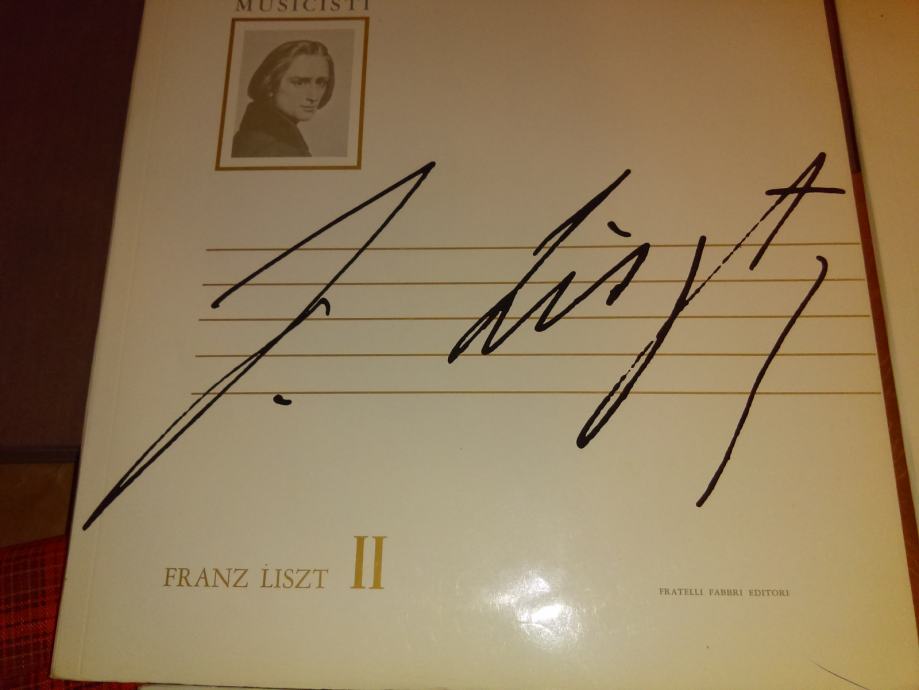 MUSICISTI
F. Liszt
FRANZ LISZT II
FRATELLI FABBRI EDITORI